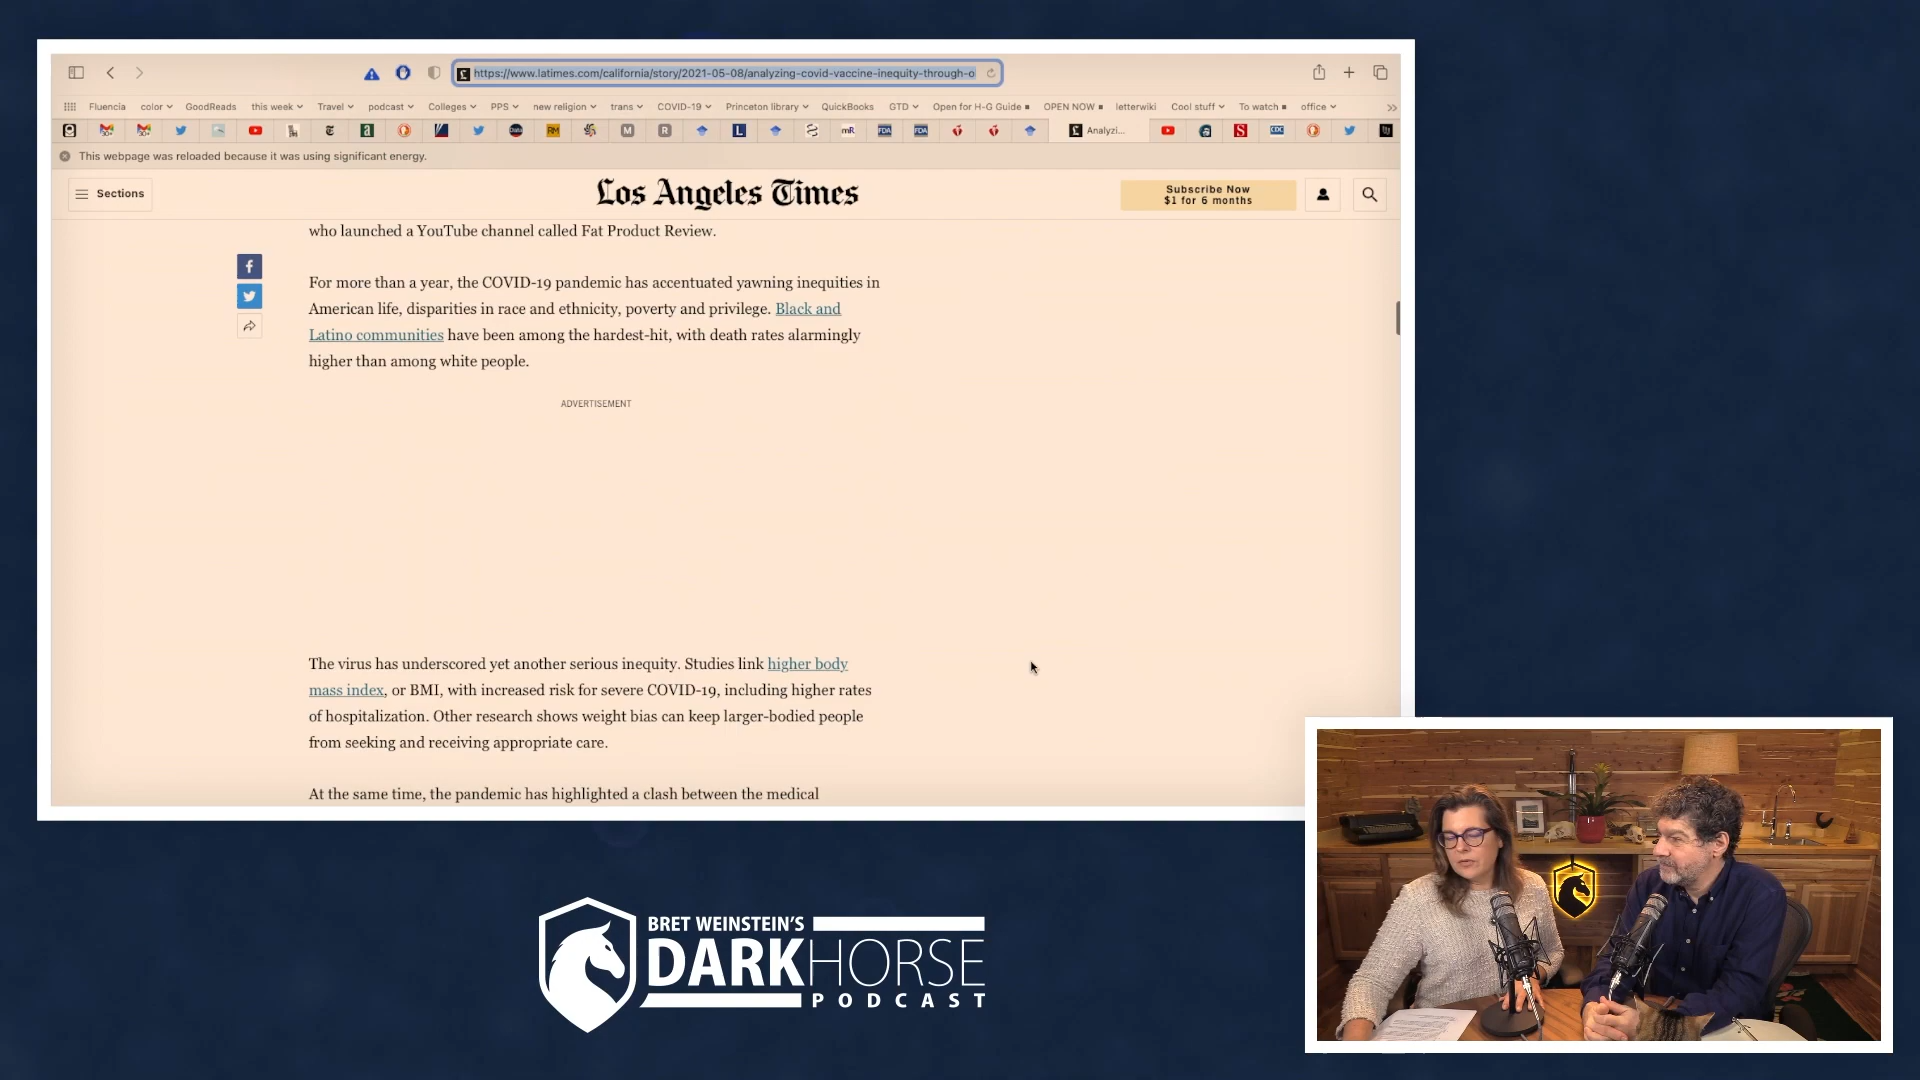 https://www.latimes.com/california/story/2021-05-08/analyzing-covid-vaccine-inequity-through-o
Fluencia color GoodReads this week Travel podcast Colleges PPS new religion trans COVID-19 Princeton library QuickBooks GTD Open for H-G Guide OPEN NOW letterwiki Cool stuff To watch office
Analyzi...
This webpage was reloaded because it was using significant energy.
Sections
Los Angeles Times
Subscribe Now
$1 for 6 months
who launched a YouTube channel called Fat Product Review.
For more than a year, the COVID-19 pandemic has accentuated yawning inequities in
American life, disparities in race and ethnicity, poverty and privilege. Black and
Latino communities have been among the hardest-hit, with death rates alarmingly
higher than among white people.
ADVERTISEMENT
The virus has underscored yet another serious inequity. Studies link higher body
mass index, or BMI, with increased risk for severe COVID-19, including higher rates
of hospitalization. Other research shows weight bias can keep larger-bodied people
from seeking and receiving appropriate care.
At the same time, the pandemic has highlighted a clash between the medical
BRET WEINSTEIN'S
DARKHORSE
PODCAST